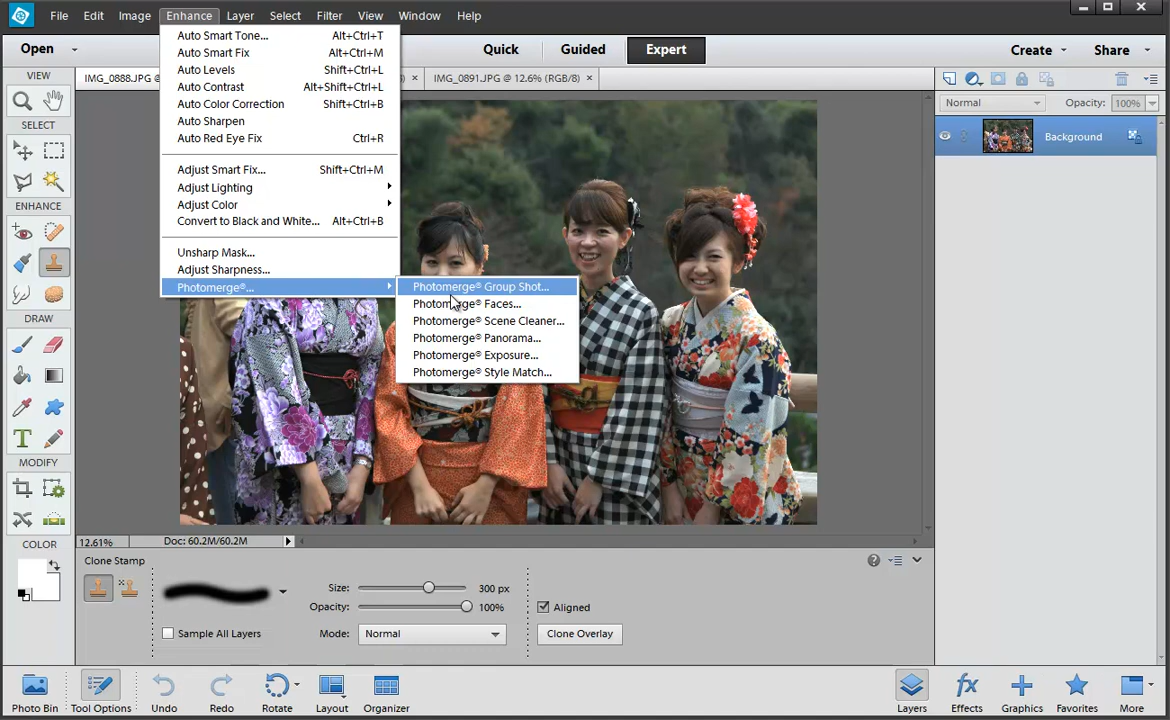 File Edit Image Enhance Layer Select Filter View Window Help
Open
Quick Guided Expert
Create Share
VIEW
SELECT
ENHANCE
DRAW
MODIFY
COLOR
IMG_0888.JPG @
) × IMG_0891.JPG @ 12.6% (RGB/8) ×
Auto Smart Tone... Alt+Ctrl+T
Auto Smart Fix Alt+Ctrl+M
Auto Levels Shift+Ctrl+L
Auto Contrast Alt+Shift+Ctrl+L
Auto Color Correction Shift+Ctrl+B
Auto Sharpen
Auto Red Eye Fix Ctrl+R
Adjust Smart Fix... Shift+Ctrl+M
Adjust Lighting
Adjust Color
Convert to Black and White... Alt+Ctrl+B
Unsharp Mask...
Adjust Sharpness...
Photomerge®...
Photomerge® Group Shot...
Photomerge® Faces...
Photomerge® Scene Cleaner...
Photomerge® Panorama...
Photomerge® Exposure...
Photomerge® Style Match...
Normal Opacity: 100%
Background
12.61% Doc: 60.2M/60.2M
Clone Stamp
Size: 300 px
Opacity: 100%
Aligned
Sample All Layers
Mode: Normal
Clone Overlay
Photo Bin Tool Options Undo Redo Rotate Layout Organizer
Layers Effects Graphics Favorites More